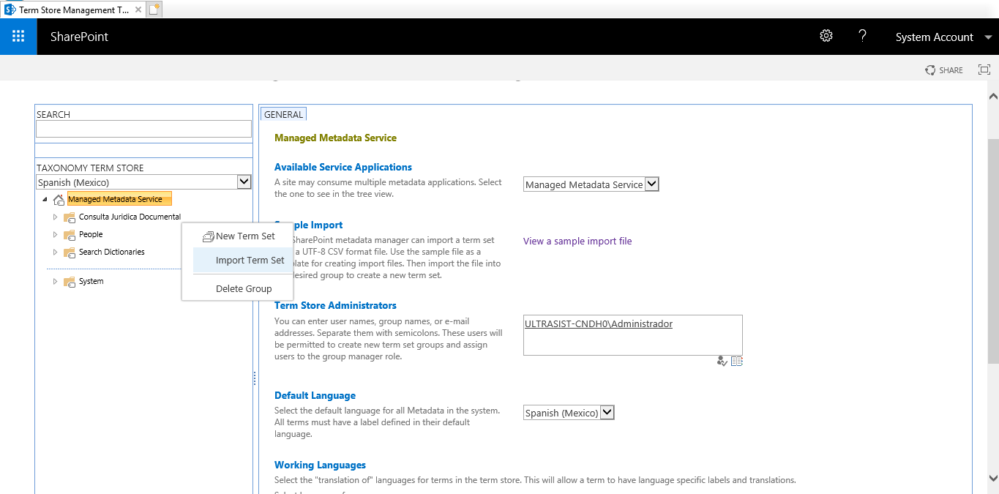 Term Store Management T...
SharePoint
System Account
SHARE
SEARCH
TAXONOMY TERM STORE
Spanish (Mexico)
Managed Metadata Service
Consulta Juridica Documental
People
Search Dictionaries
System
New Term Set
Import Term Set
Delete Group
GENERAL
Managed Metadata Service
Available Service Applications
A site may consume multiple metadata applications. Select
the one to see in the tree view.
Managed Metadata Service
ple Import
SharePoint metadata manager can import a term set
a UTF-8 CSV format file. Use the sample file as a
plate for creating import files. Then import the file into
desired group to create a new term set.
View a sample import file
Term Store Administrators
You can enter user names, group names, or e-mail
addresses. Separate them with semicolons. These users will
be permitted to create new term set groups and assign
users to the group manager role.
ULTRASIST-CNDH0\Administrador
Default Language
Select the default language for all Metadata in the system.
All terms must have a label defined in their default
language.
Spanish (Mexico)
Working Languages
Select the "translation of" languages for terms in the term store. This will allow a term to have language specific labels and translations.